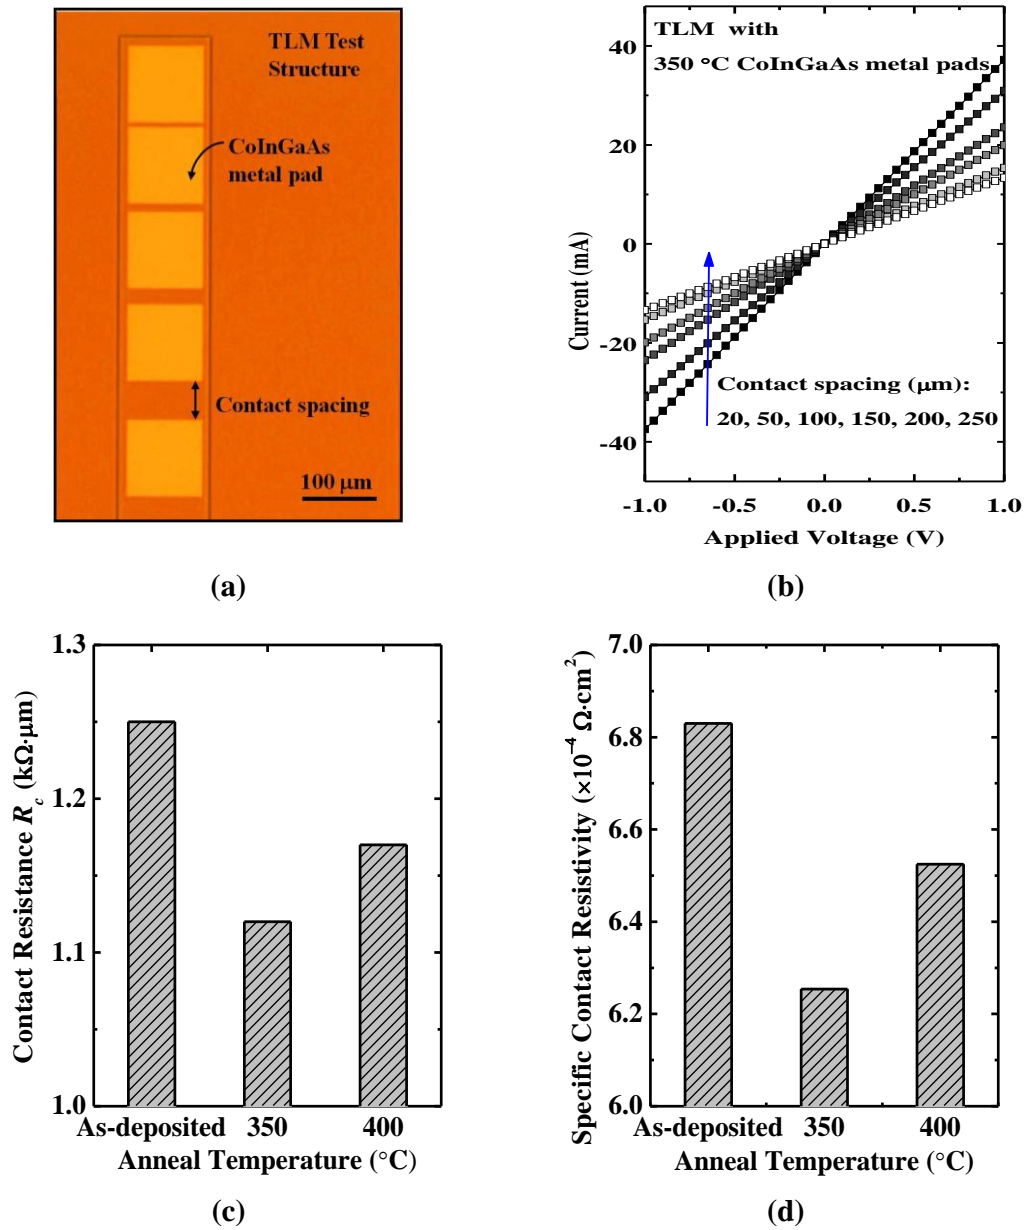 TLM Test
Structure
CoInGaAs
metal pad
Contact spacing
100 μm
(a)
TLM with
350 °C CoInGaAs metal pads
Current (mA)
40
20
0
-20
-40
Contact spacing (μm):
20, 50, 100, 150, 200, 250
-1.0 -0.5 0.0 0.5 1.0
Applied Voltage (V)
(b)
Contact Resistance Rc (kΩ·μm)
1.3
1.2
1.1
1.0
As-deposited 350 400
Anneal Temperature (°C)
(c)
Specific Contact Resistivity (×10⁻⁴ Ω·cm²)
7.0
6.8
6.6
6.4
6.2
6.0
As-deposited 350 400
Anneal Temperature (°C)
(d)